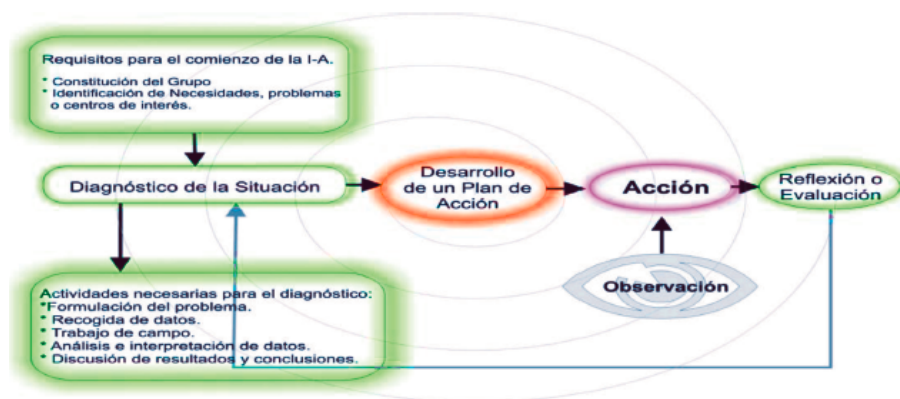 Requisitos para el comienzo de la I-A.
* Constitución del Grupo
* Identificación de Necesidades, problemas
o centros de interés.
Diagnóstico de la Situación
Desarrollo
de un Plan de
Acción
Acción
Reflexión o
Evaluación
Observación
Actividades necesarias para el diagnóstico:
*Formulación del problema.
* Recogida de datos.
* Trabajo de campo.
* Análisis e interpretación de datos.
* Discusión de resultados y conclusiones.